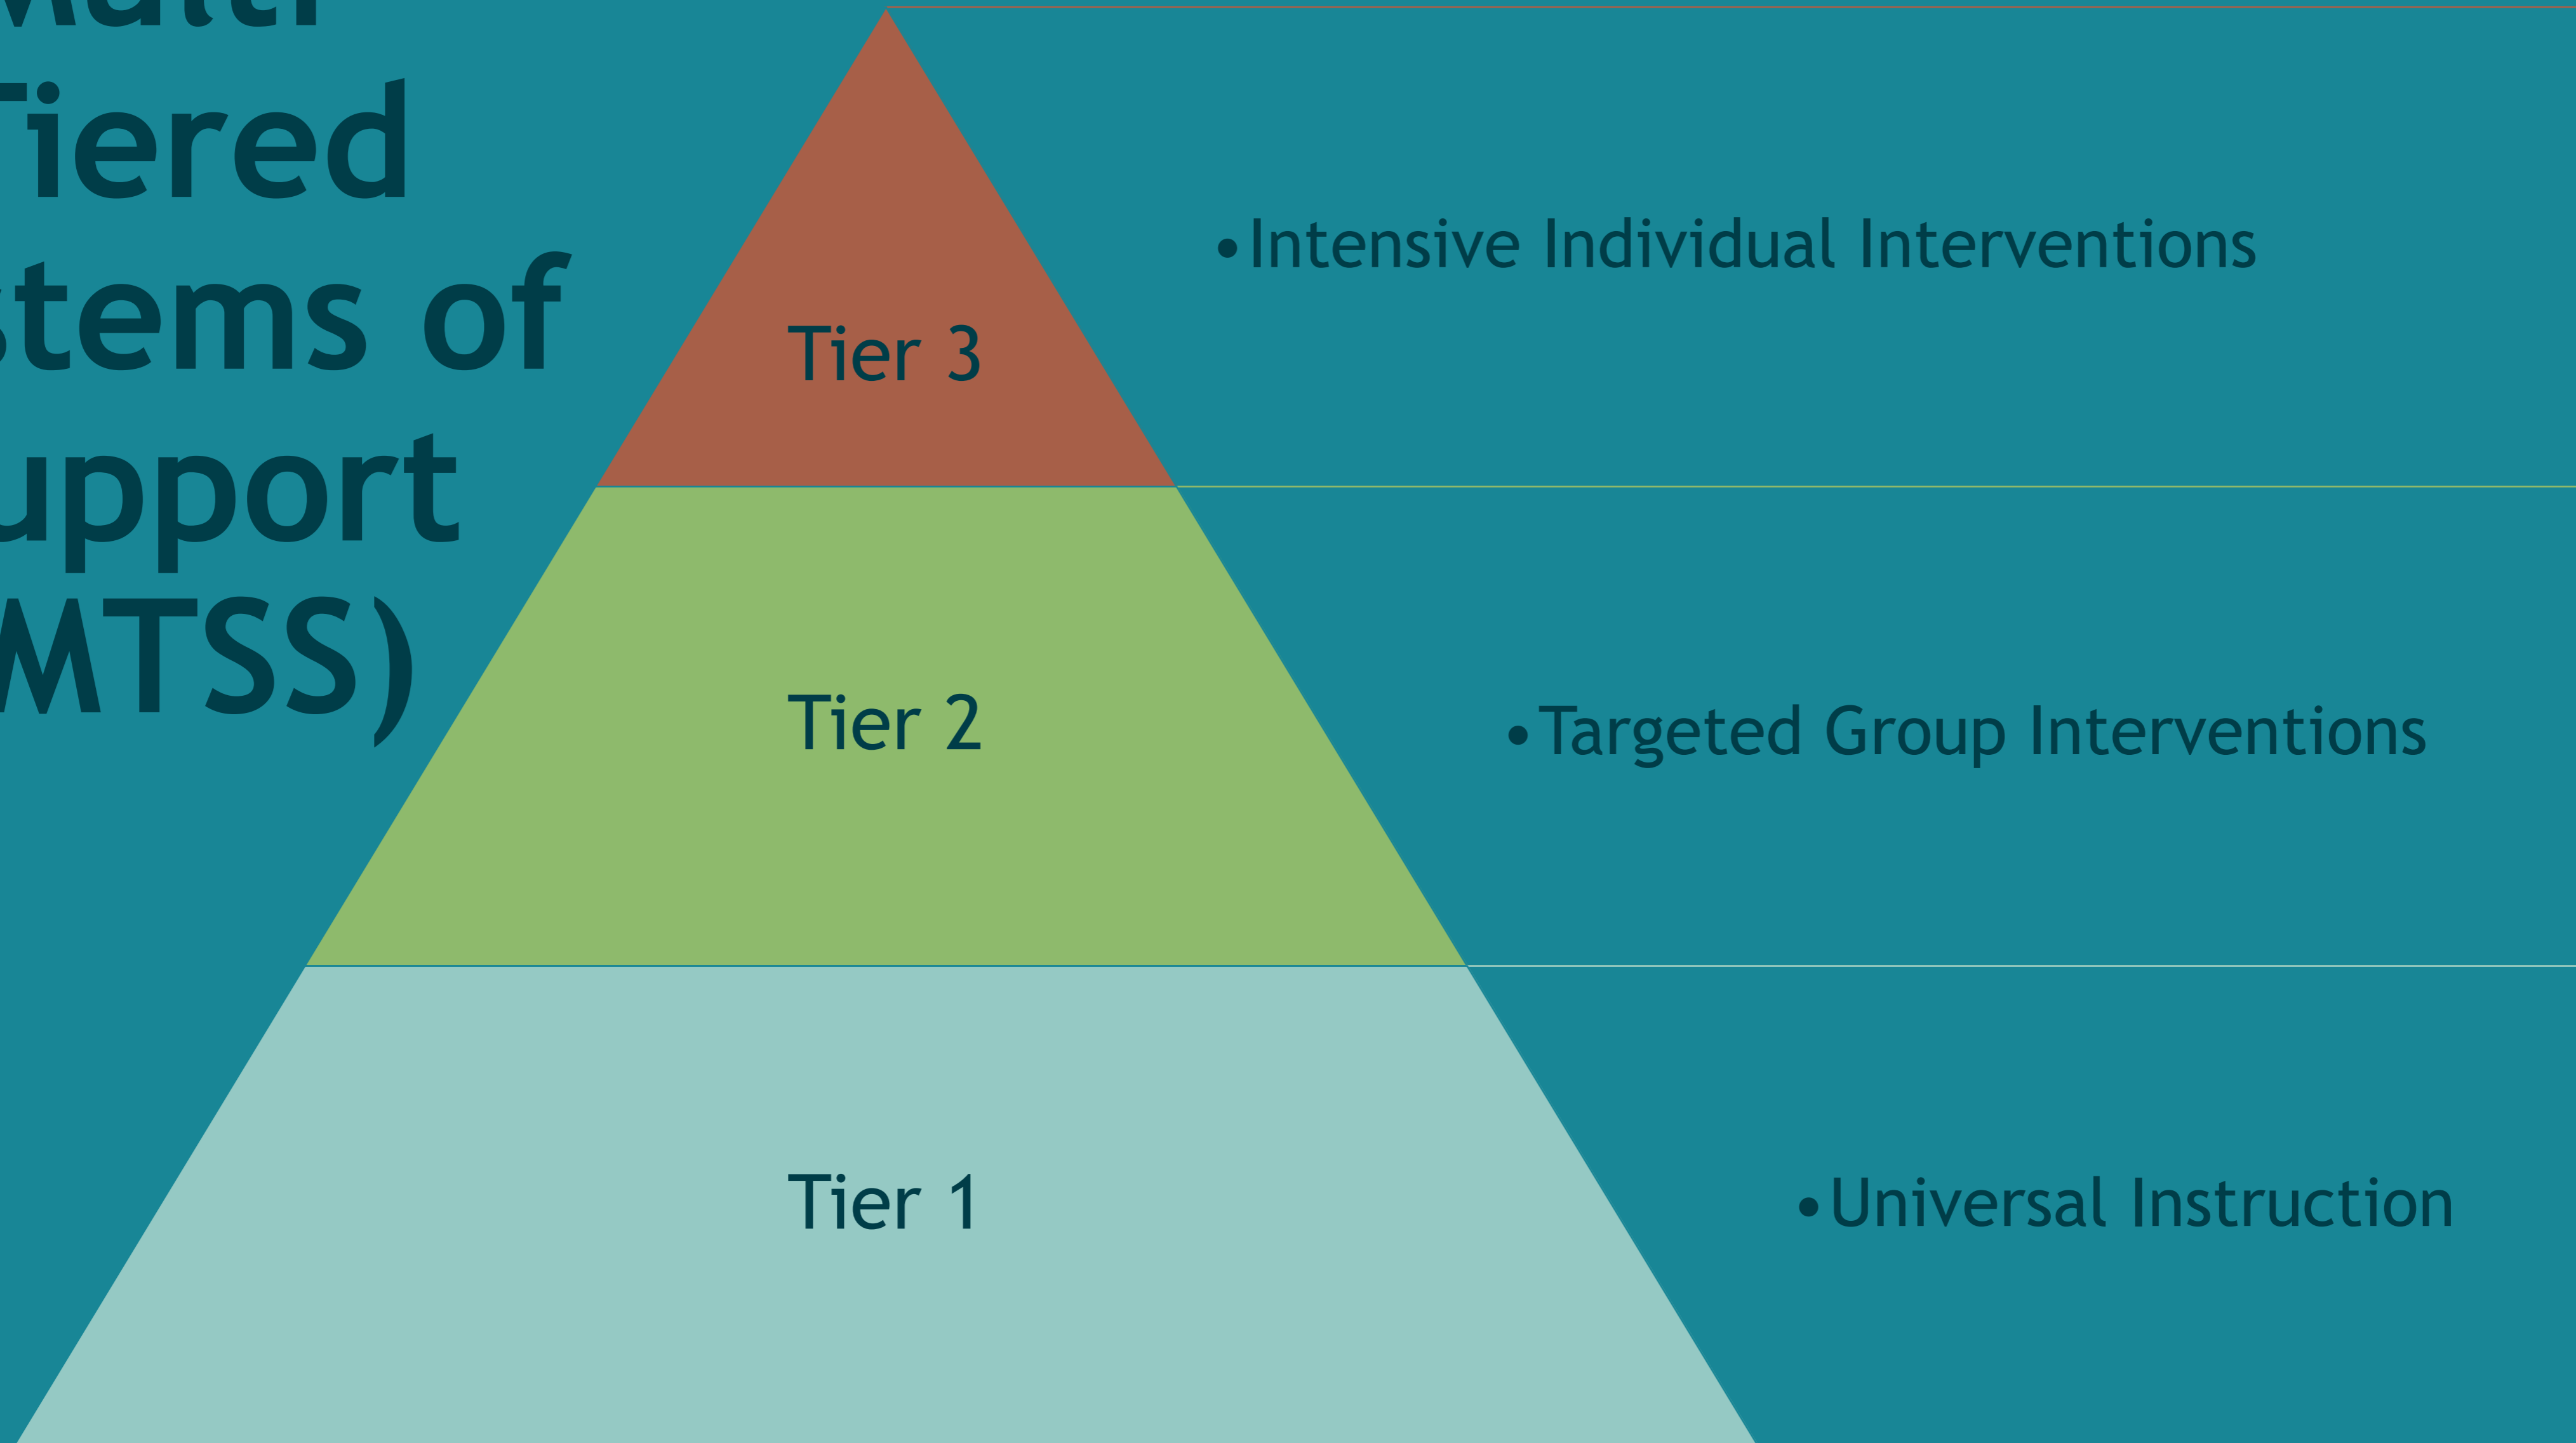 Multi
Tiered
stems of
upport
MTSS)
• Intensive Individual Interventions
Tier 3
Tier 2
• Targeted Group Interventions
Tier 1
• Universal Instruction